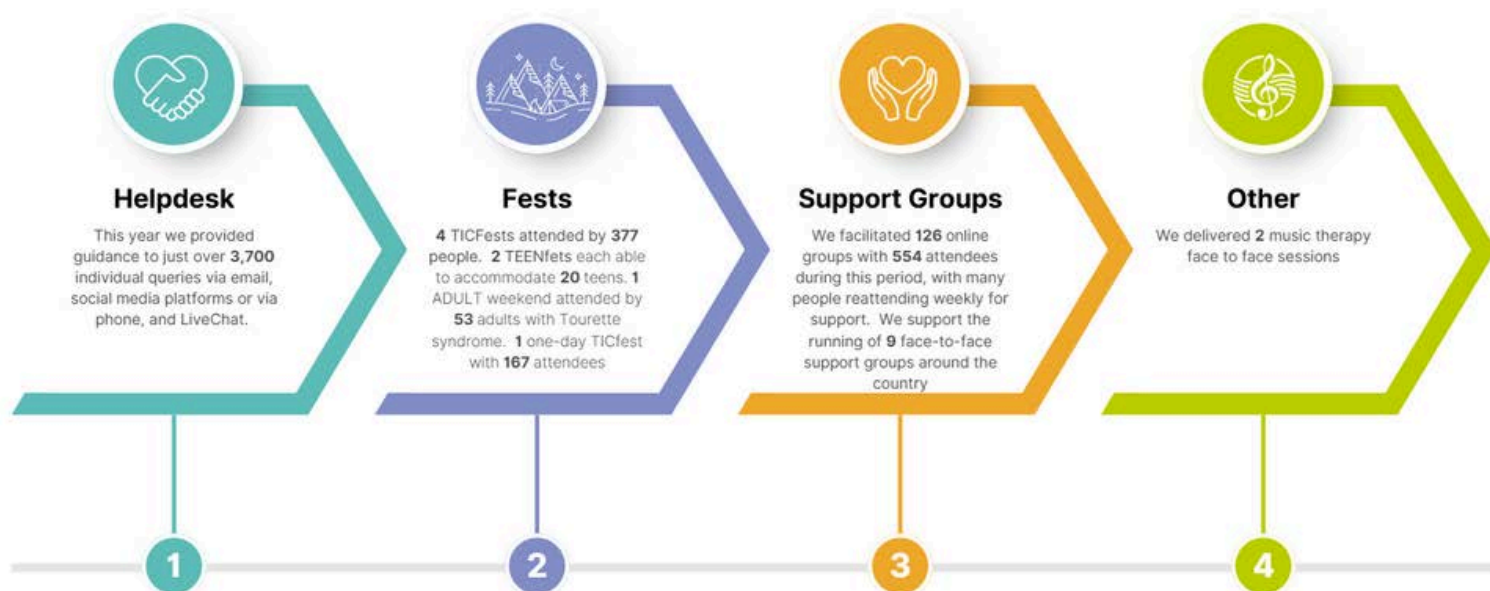 Helpdesk
This year we provided
guidance to just over 3,700
individual queries via email,
social media platforms or via
phone, and LiveChat.
Fests
4 TICFests attended by 377
people. 2 TEENfets each able
to accommodate 20 teens. 1
ADULT weekend attended by
53 adults with Tourette
syndrome. 1 one-day TICfest
with 167 attendees
Support Groups
We facilitated 126 online
groups with 554 attendees
during this period, with many
people reattending weekly for
support. We support the
running of 9 face-to-face
support groups around the
country
Other
We delivered 2 music therapy
face to face sessions
1
2
3
4